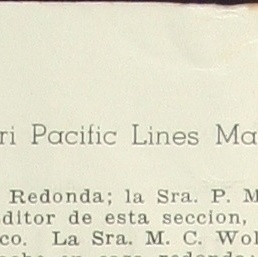 ri Pacific Lines Ma
Redonda; la Sra. P. M
ditor de esta seccion,
co. La Sra. M. C. Wol